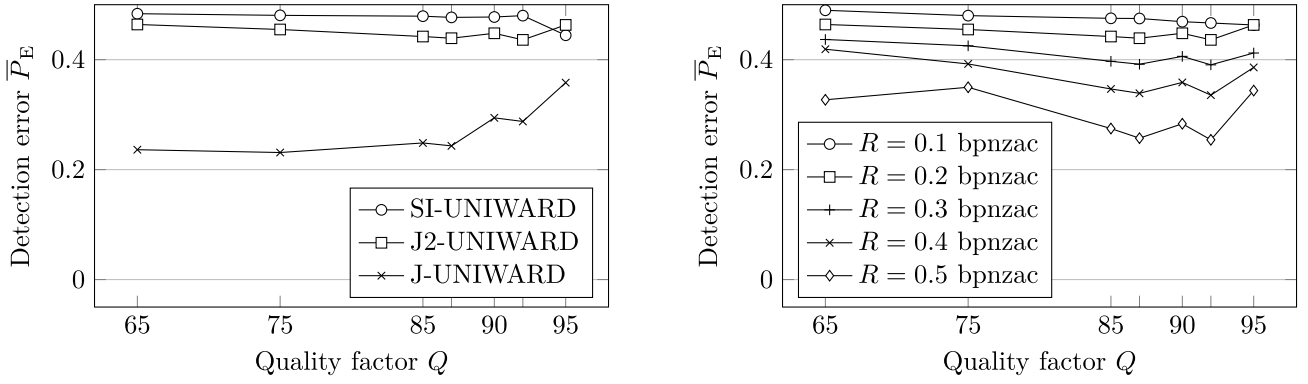 Detection error P̅_E
0.4
0.2
0
SI-UNIWARD
J2-UNIWARD
J-UNIWARD
65 75 85 90 95
Quality factor Q
Detection error P̅_E
0.4
0.2
0
R = 0.1 bpnzac
R = 0.2 bpnzac
R = 0.3 bpnzac
R = 0.4 bpnzac
R = 0.5 bpnzac
65 75 85 90 95
Quality factor Q